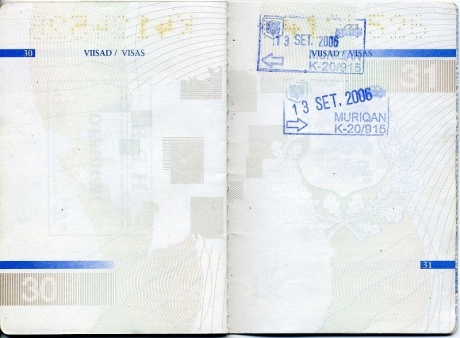 30 VIISAD / VISAS
30
13 SET. 2006
VIISAD / VISAS
MURIQAN
K-20/915
31
13 SET. 2006
MURIQAN
K-20/915
31